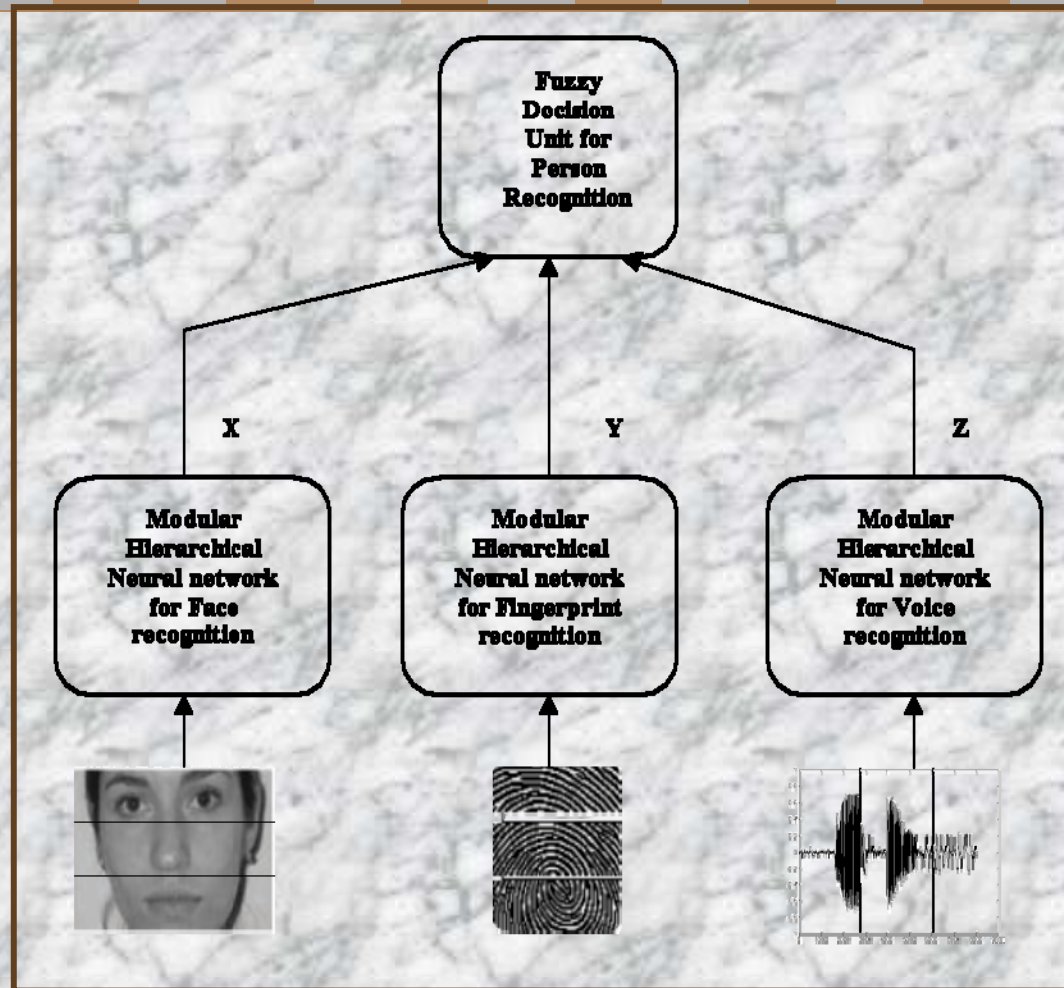 Fuzzy
Docision
Unit for
Person
Recognition
X
Y
Z
Modular
Hierarchical
Neural network
for Face
recognition
Modular
Hierarchical
Neural network
for Fingerprint
recognition
Modular
Hierarchical
Neural network
for Voice
recognition